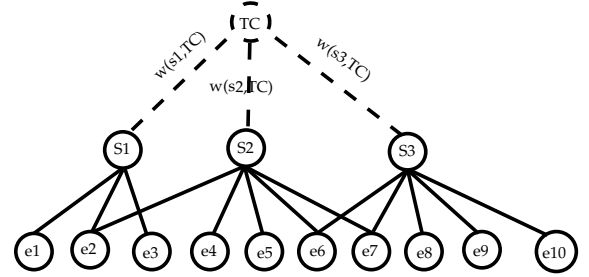 TC
w(s1,TC)
w(s2,TC)
w(s3,TC)
S1 S2 S3
e1 e2 e3 e4 e5 e6 e7 e8 e9 e10